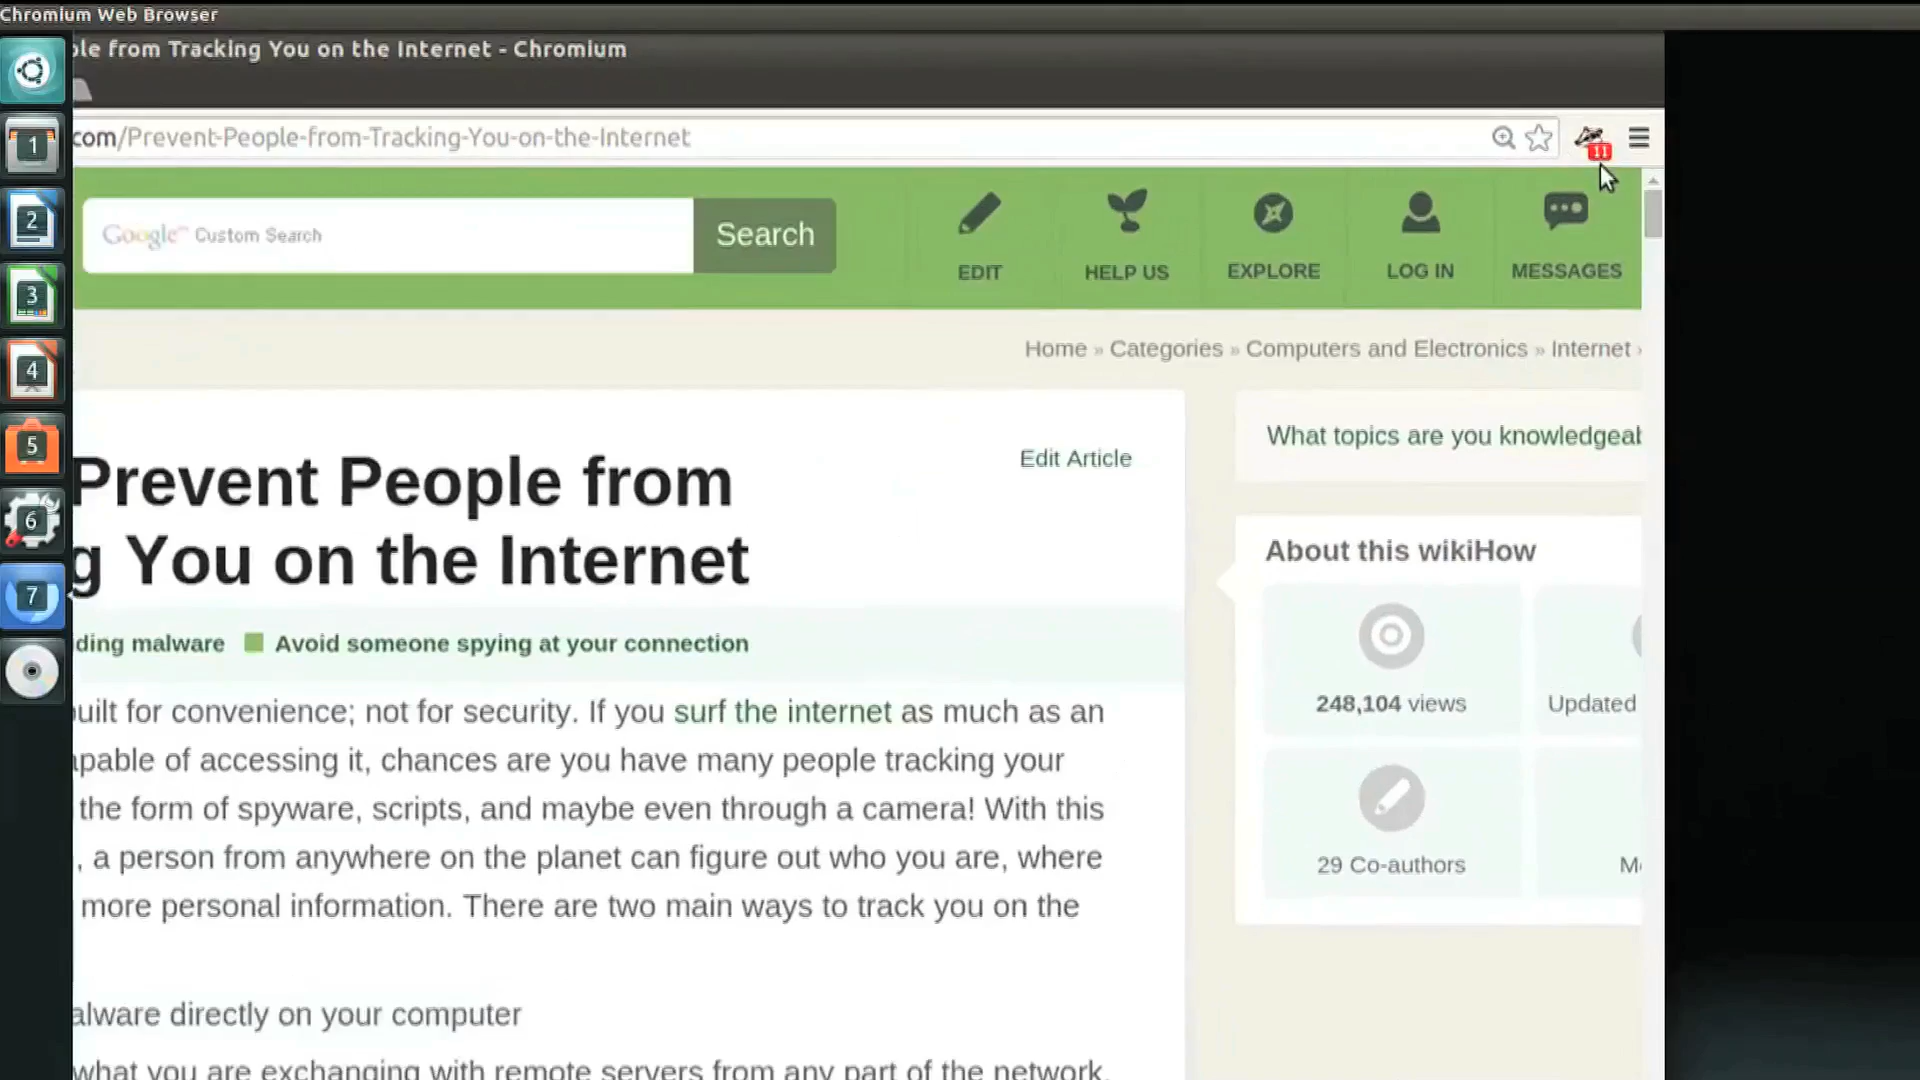 Chromium Web Browser
ple from Tracking You on the Internet - Chromium
com/Prevent-People-from-Tracking-You-on-the-Internet
11
1
2
3
4
5
6
7
Google™ Custom Search
Search
EDIT
HELP US
EXPLORE
LOG IN
MESSAGES
Home » Categories » Computers and Electronics » Internet »
Edit Article
Prevent People from
g You on the Internet
ding malware
Avoid someone spying at your connection
uilt for convenience; not for security. If you surf the internet as much as an
apable of accessing it, chances are you have many people tracking your
the form of spyware, scripts, and maybe even through a camera! With this
, a person from anywhere on the planet can figure out who you are, where
more personal information. There are two main ways to track you on the
alware directly on your computer
what you are exchanging with remote servers from any part of the network.
What topics are you knowledgeab
About this wikiHow
248,104 views
Updated
29 Co-authors
Mo